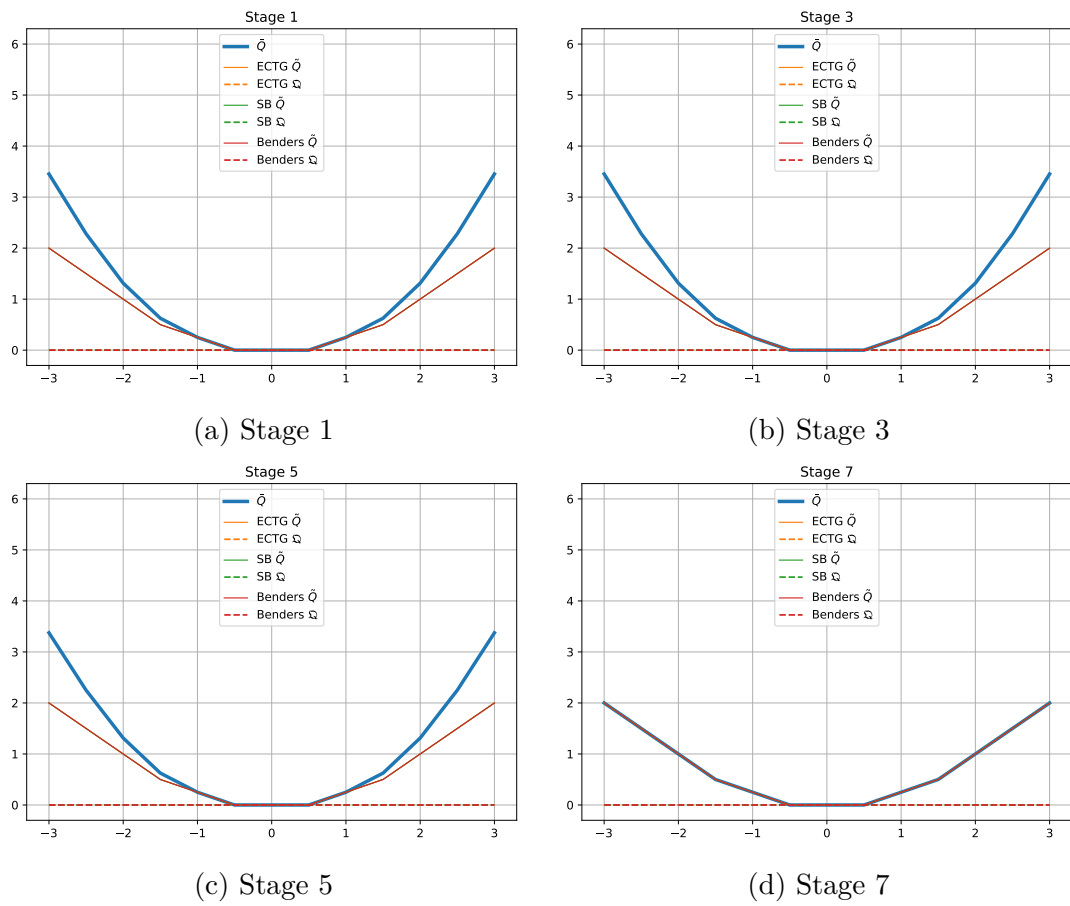 Stage 1
Q̄
ECTG Q̃
ECTG 𝔔
SB Q̃
SB 𝔔
Benders Q̃
Benders 𝔔
6
5
4
3
2
1
0
−3 −2 −1 0 1 2 3
(a) Stage 1
Stage 3
Q̄
ECTG Q̃
ECTG 𝔔
SB Q̃
SB 𝔔
Benders Q̃
Benders 𝔔
6
5
4
3
2
1
0
−3 −2 −1 0 1 2 3
(b) Stage 3
Stage 5
Q̄
ECTG Q̃
ECTG 𝔔
SB Q̃
SB 𝔔
Benders Q̃
Benders 𝔔
6
5
4
3
2
1
0
−3 −2 −1 0 1 2 3
(c) Stage 5
Stage 7
Q̄
ECTG Q̃
ECTG 𝔔
SB Q̃
SB 𝔔
Benders Q̃
Benders 𝔔
6
5
4
3
2
1
0
−3 −2 −1 0 1 2 3
(d) Stage 7